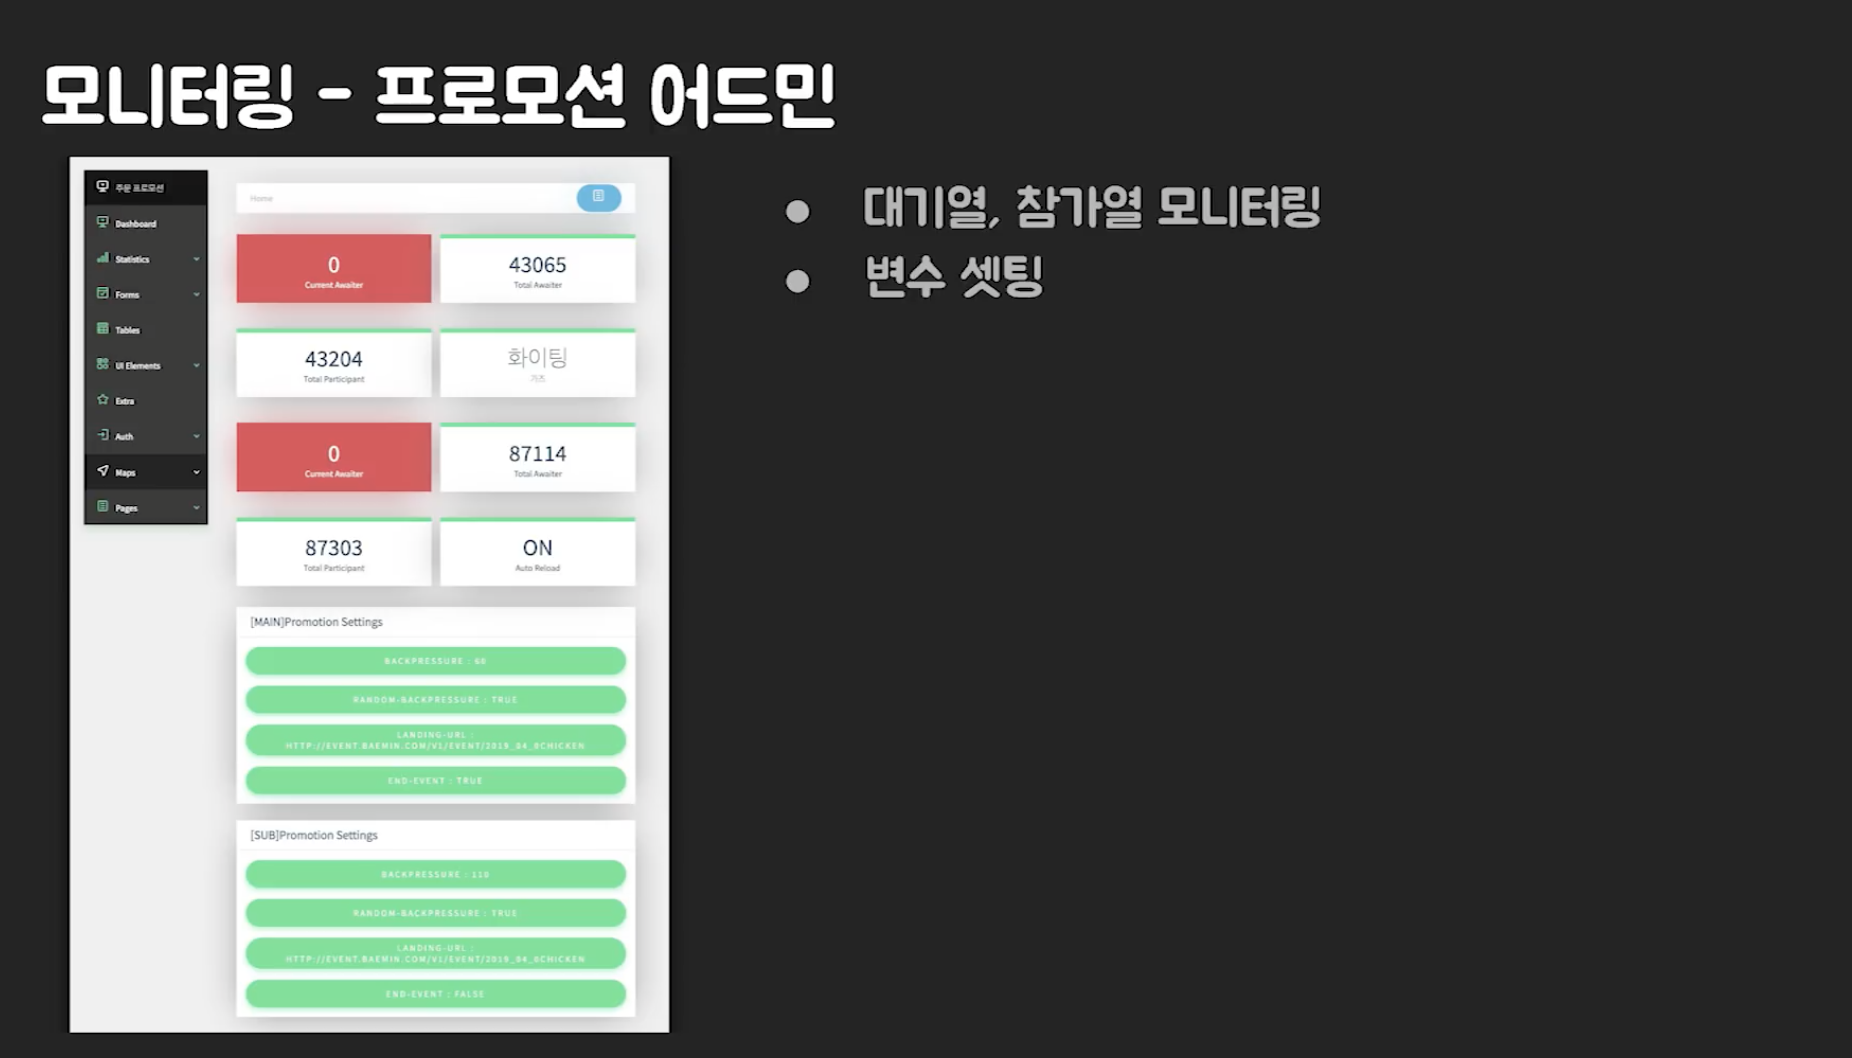 모니터링 - 프로모션 어드민
주문 프로모션
Dashboard
Statistics
Forms
Tables
UI Elements
Extra
Auth
Maps
Pages
Home
0
Current Awaiter
43065
Total Awaiter
43204
Total Participant
화이팅
가즈
0
Current Awaiter
87114
Total Awaiter
87303
Total Participant
ON
Auto Reload
[MAIN]Promotion Settings
BACKPRESSURE : 60
RANDOM-BACKPRESSURE : TRUE
LANDING-URL :
HTTP://EVENT.BAEMIN.COM/V1/EVENT/2019_04_0CHICKEN
END-EVENT : TRUE
[SUB]Promotion Settings
BACKPRESSURE : 110
RANDOM-BACKPRESSURE : TRUE
LANDING-URL :
HTTP://EVENT.BAEMIN.COM/V1/EVENT/2019_04_0CHICKEN
END-EVENT : FALSE
● 대기열, 참가열 모니터링
● 변수 셋팅